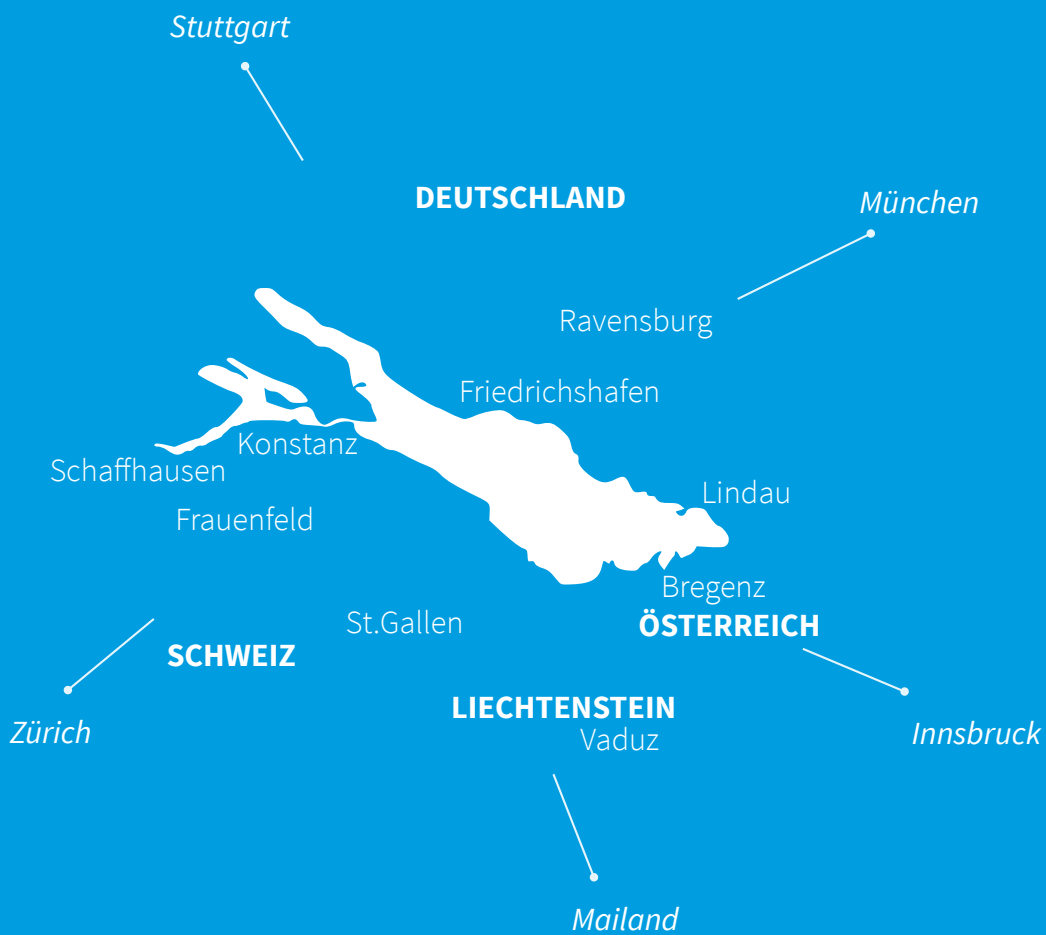 Stuttgart
DEUTSCHLAND
München
Ravensburg
Friedrichshafen
Konstanz
Schaffhausen
Lindau
Frauenfeld
Bregenz
St.Gallen
ÖSTERREICH
SCHWEIZ
LIECHTENSTEIN
Zürich
Innsbruck
Vaduz
Mailand